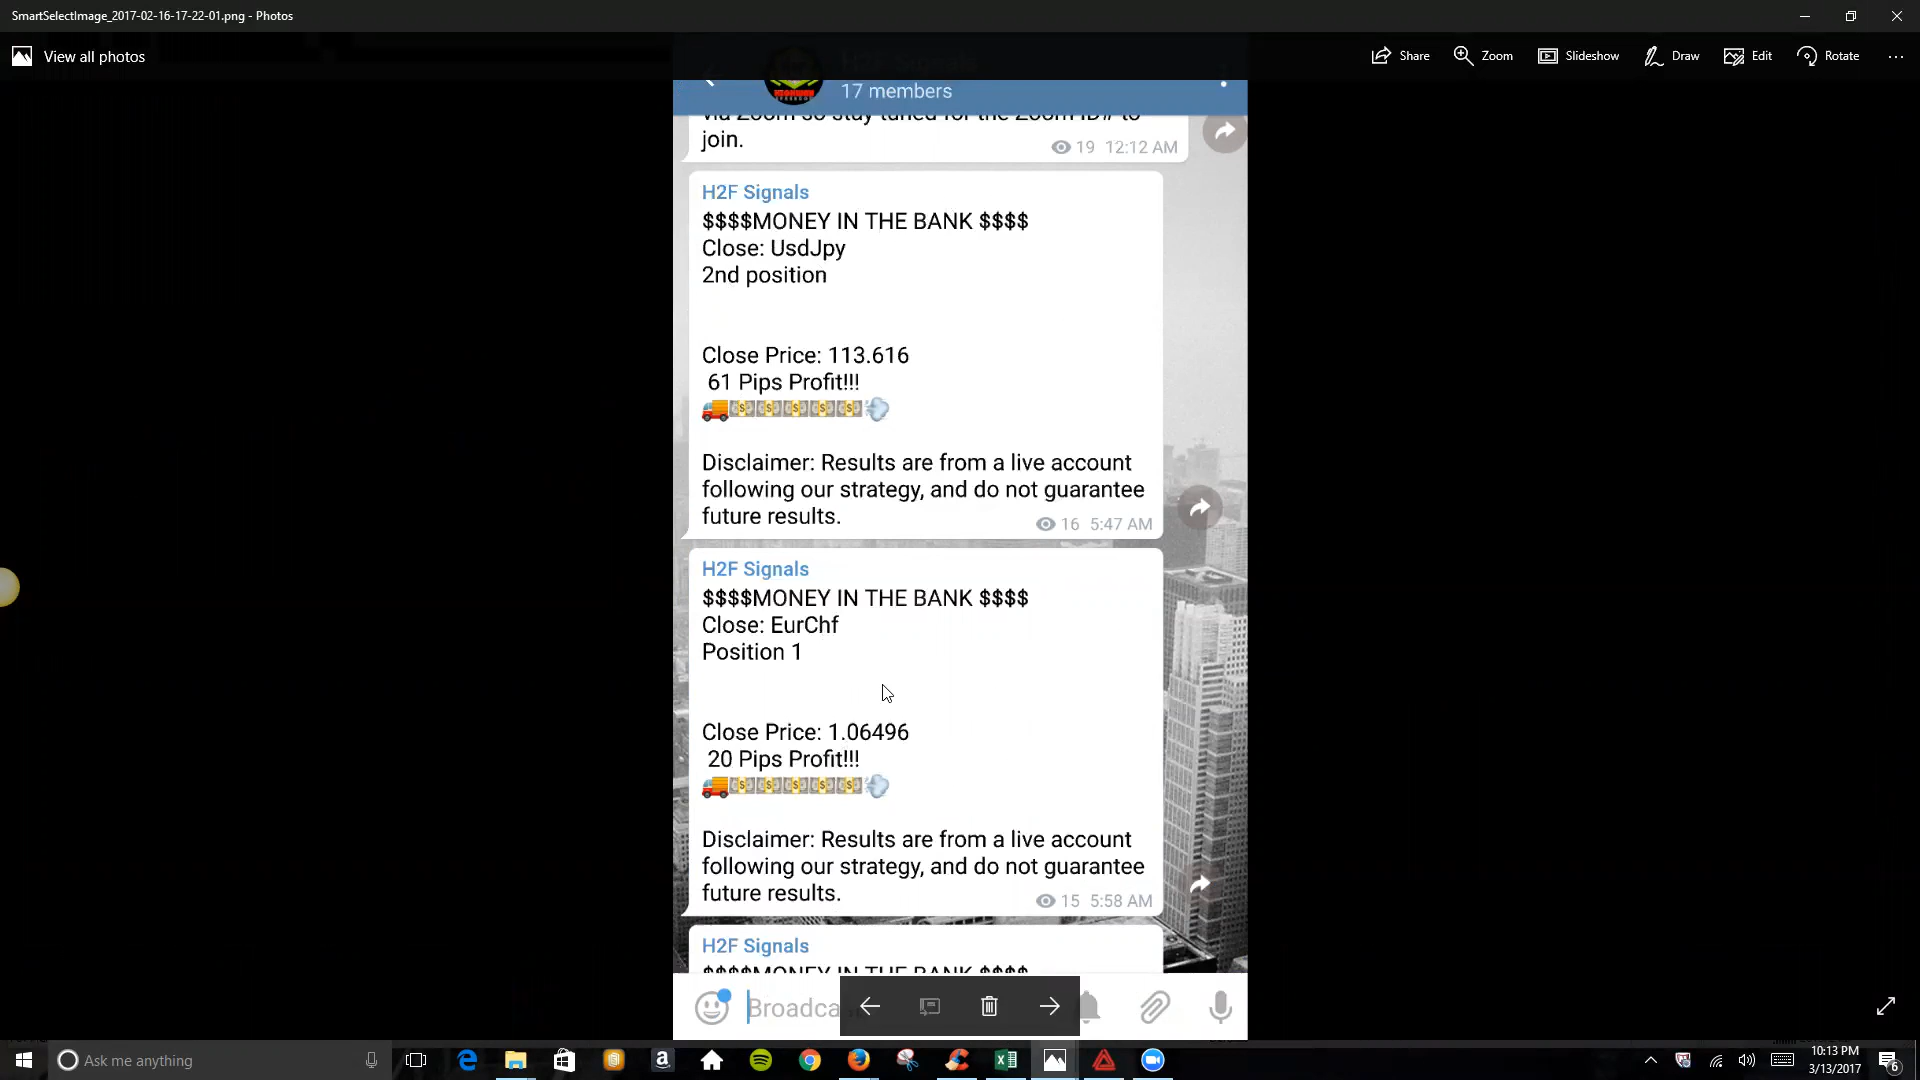 SmartSelectImage_2017-02-16-17-22-01.png - Photos
View all photos
Share
Zoom
Slideshow
Draw
Edit
Rotate
H2F Signals
17 members
via Zoom so stay tuned for the Zoom ID# to
join.
19 12:12 AM
H2F Signals
$$$$MONEY IN THE BANK $$$$
Close: UsdJpy
2nd position
Close Price: 113.616
61 Pips Profit!!!
Disclaimer: Results are from a live account
following our strategy, and do not guarantee
future results.
16 5:47 AM
H2F Signals
$$$$MONEY IN THE BANK $$$$
Close: EurChf
Position 1
Close Price: 1.06496
20 Pips Profit!!!
Disclaimer: Results are from a live account
following our strategy, and do not guarantee
future results.
15 5:58 AM
H2F Signals
$$$$MONEY IN THE BANK $$$$
Broadca
Ask me anything
10:13 PM
3/13/2017
6